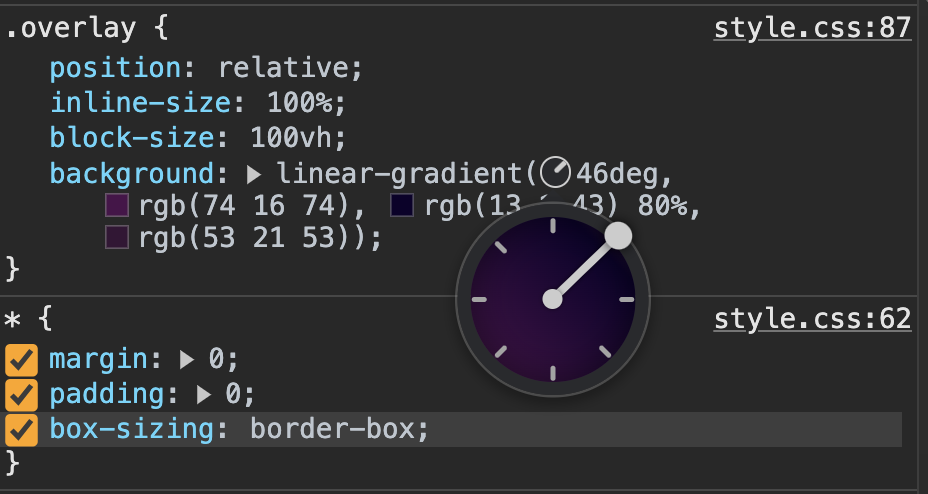 .overlay {
style.css:87
position: relative;
inline-size: 100%;
block-size: 100vh;
background: linear-gradient(46deg,
rgb(74 16 74), rgb(13 43) 80%,
rgb(53 21 53));
}
* {
style.css:62
margin: 0;
padding: 0;
box-sizing: border-box;
}